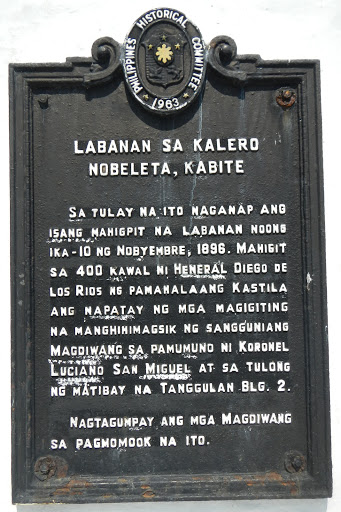 PHILIPPINES HISTORICAL COMMITTEE
1963
LABANAN SA KALERO
NOBELETA, KABITE
SA TULAY NA ITO NAGANAP ANG
ISANG MAHIGPIT NA LABANAN NOONG
IKA-10 NG NOBYEMBRE, 1896. MAHIGIT
SA 400 KAWAL NI HENERAL DIEGO DE
LOS RIOS NG PAMAHALAANG KASTILA
ANG NAPATAY NG MGA MAGIGITING
NA MANGHIHIMAGSIK NG SANGGUNIANG
MAGDIWANG SA PAMUMUNO NI KORONEL
LUCIANO SAN MIGUEL AT SA TULONG
NG MATIBAY NA TANGGULAN BLG. 2.
NAGTAGUMPAY ANG MGA MAGDIWANG
SA PAGMOMOOK NA ITO.